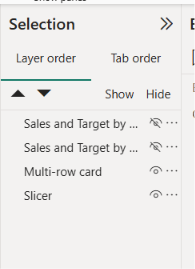 Selection
Layer order Tab order
Show Hide
Sales and Target by ...
Sales and Target by ...
Multi-row card
Slicer